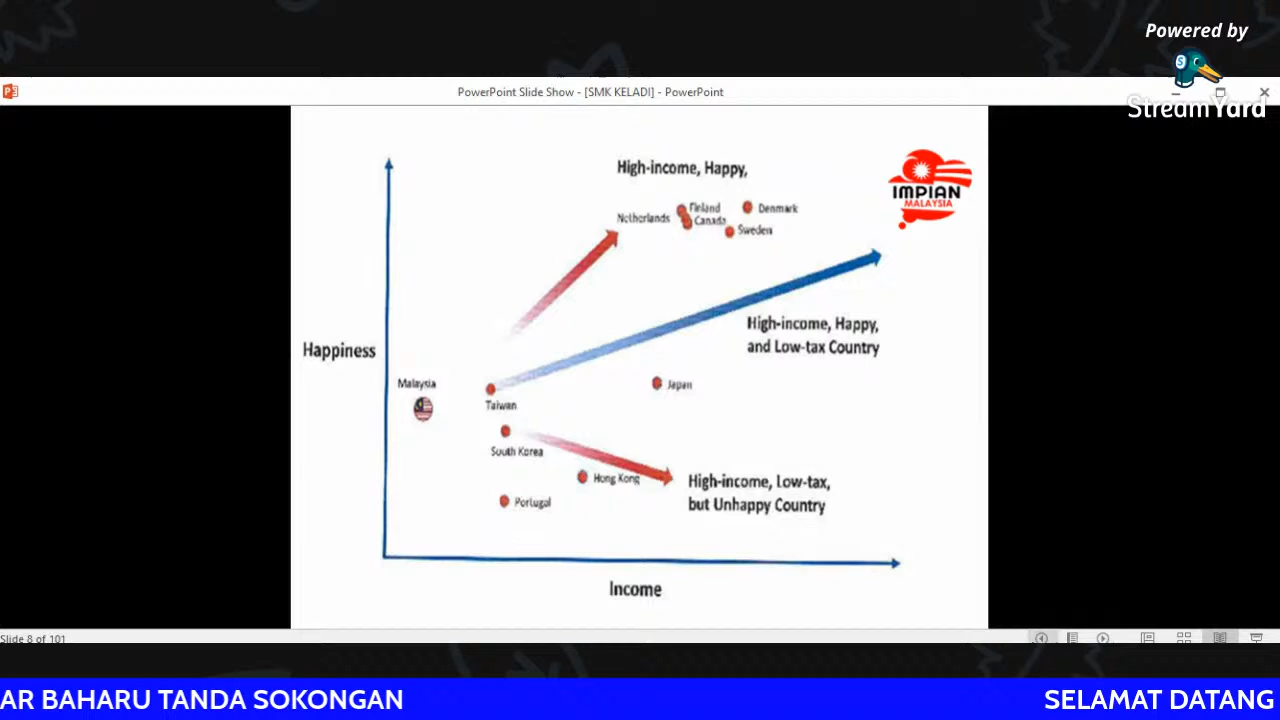 Powered by
StreamYard
PowerPoint Slide Show - [SMK KELADI] - PowerPoint
High-income, Happy,
IMPIAN
MALAYSIA
Finland
Denmark
Netherlands
Canada
Sweden
High-income, Happy,
and Low-tax Country
Happiness
Malaysia
Japan
Taiwan
South Korea
Hong Kong
High-income, Low-tax,
but Unhappy Country
Portugal
Income
Slide 8 of 101
AR BAHARU TANDA SOKONGAN
SELAMAT DATANG